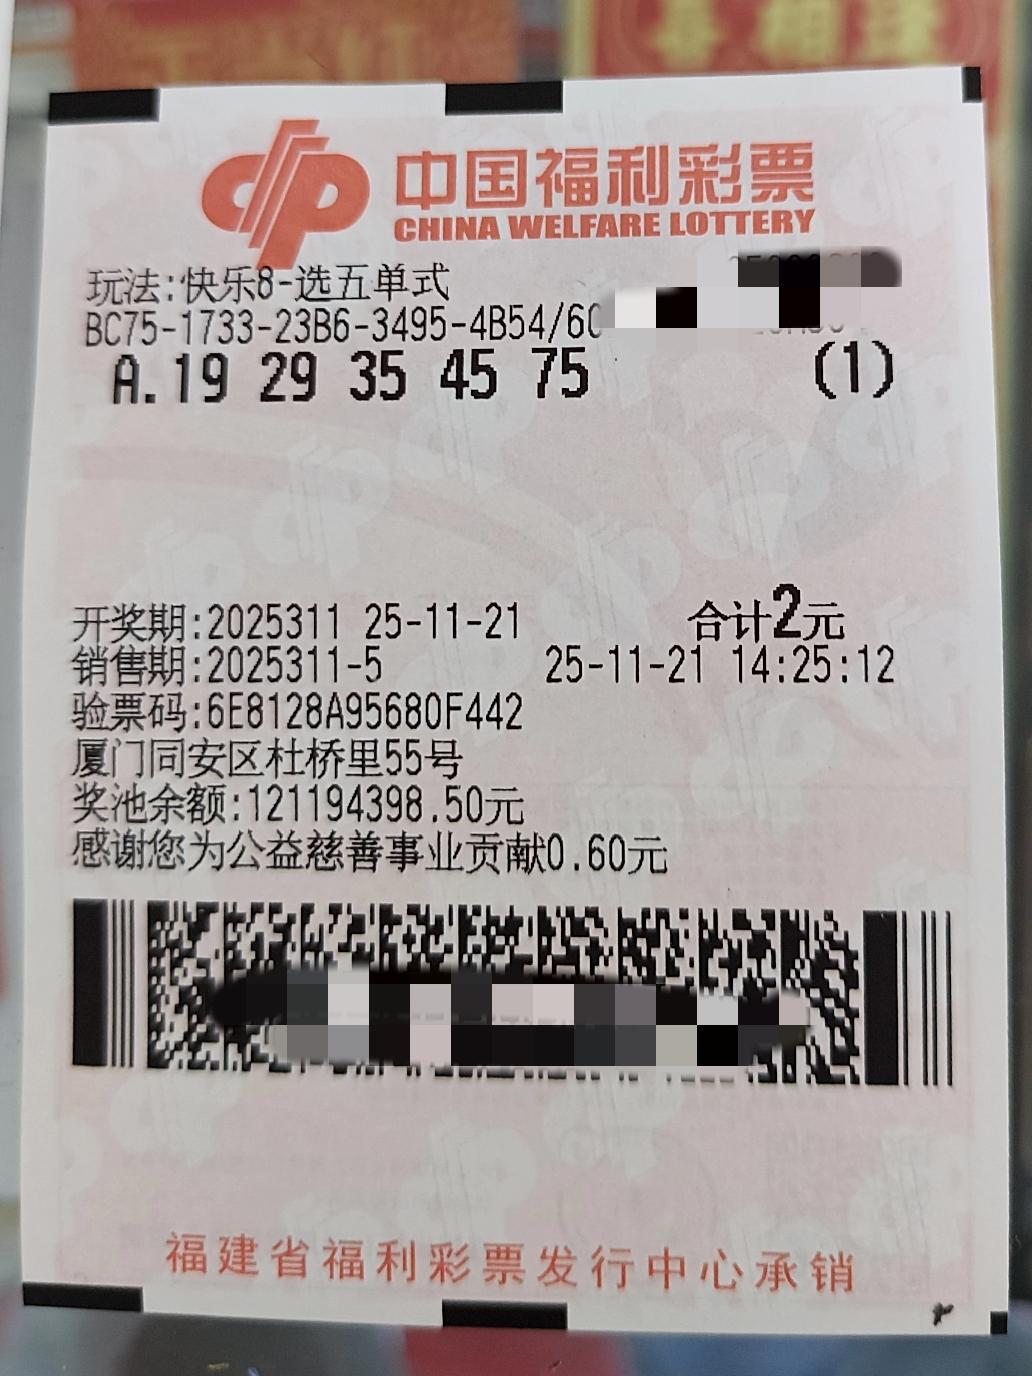 中国福利彩票
CHINA WELFARE LOTTERY
玩法:快乐8-选五单式
BC75-1733-23B6-3495-4B54/60
A.19 29 35 45 75 (1)
开奖期:2025311 25-11-21 合计2元
销售期:2025311-5 25-11-21 14:25:12
验票码:6E8128A95680F442
厦门同安区杜桥里55号
奖池余额:121194398.50元
感谢您为公益慈善事业贡献0.60元
福建省福利彩票发行中心承销